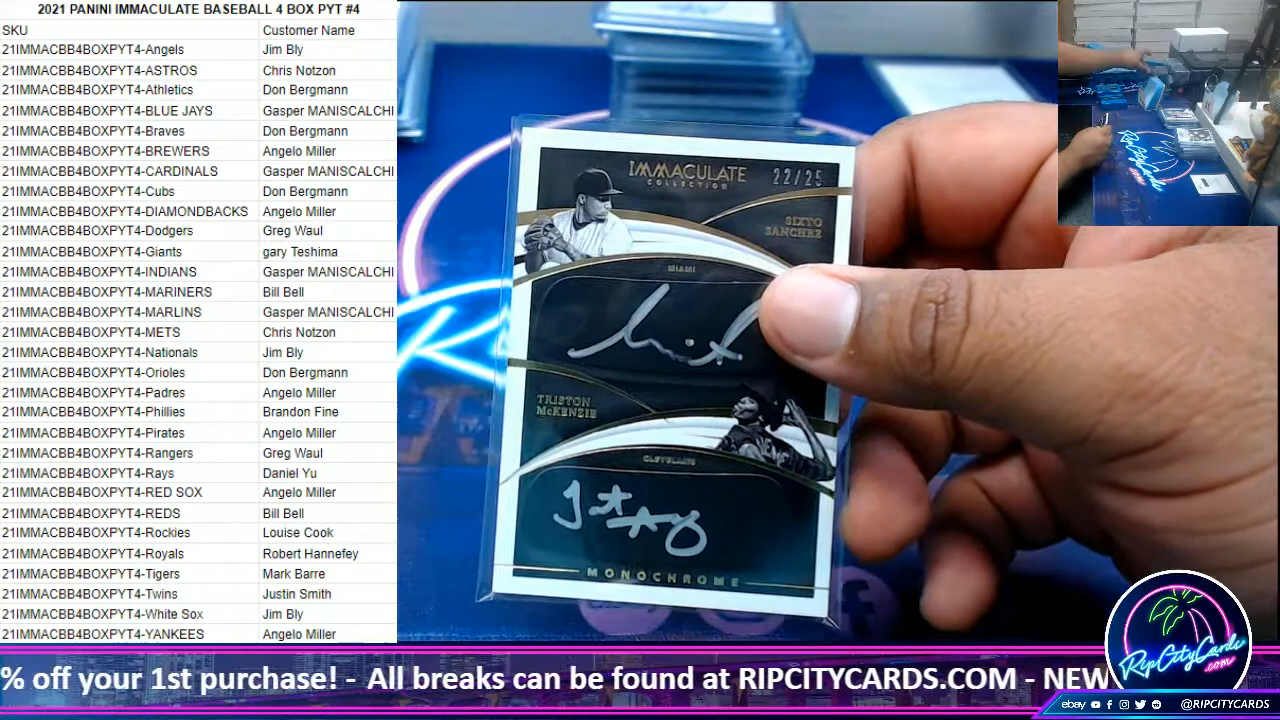 2021 PANINI IMMACULATE BASEBALL 4 BOX PYT #4
SKU Customer Name
21IMMACBB4BOXPYT4-Angels Jim Bly
21IMMACBB4BOXPYT4-ASTROS Chris Notzon
21IMMACBB4BOXPYT4-Athletics Don Bergmann
21IMMACBB4BOXPYT4-BLUE JAYS Gasper MANISCALCHI
21IMMACBB4BOXPYT4-Braves Don Bergmann
21IMMACBB4BOXPYT4-BREWERS Angelo Miller
21IMMACBB4BOXPYT4-CARDINALS Gasper MANISCALCHI
21IMMACBB4BOXPYT4-Cubs Don Bergmann
21IMMACBB4BOXPYT4-DIAMONDBACKS Angelo Miller
21IMMACBB4BOXPYT4-Dodgers Greg Waul
21IMMACBB4BOXPYT4-Giants gary Teshima
21IMMACBB4BOXPYT4-INDIANS Gasper MANISCALCHI
21IMMACBB4BOXPYT4-MARINERS Bill Bell
21IMMACBB4BOXPYT4-MARLINS Gasper MANISCALCHI
21IMMACBB4BOXPYT4-METS Chris Notzon
21IMMACBB4BOXPYT4-Nationals Jim Bly
21IMMACBB4BOXPYT4-Orioles Don Bergmann
21IMMACBB4BOXPYT4-Padres Angelo Miller
21IMMACBB4BOXPYT4-Phillies Brandon Fine
21IMMACBB4BOXPYT4-Pirates Angelo Miller
21IMMACBB4BOXPYT4-Rangers Greg Waul
21IMMACBB4BOXPYT4-Rays Daniel Yu
21IMMACBB4BOXPYT4-RED SOX Angelo Miller
21IMMACBB4BOXPYT4-REDS Bill Bell
21IMMACBB4BOXPYT4-Rockies Louise Cook
21IMMACBB4BOXPYT4-Royals Robert Hannefey
21IMMACBB4BOXPYT4-Tigers Mark Barre
21IMMACBB4BOXPYT4-Twins Justin Smith
21IMMACBB4BOXPYT4-White Sox Jim Bly
21IMMACBB4BOXPYT4-YANKEES Angelo Miller
IMMACULATE
COLLECTION
22/25
SIXTO
SANCHEZ
MIAMI
TRISTON
McKENZIE
CLEVELAND
MONOCHROME
% off your 1st purchase! - All breaks can be found at RIPCITYCARDS.COM - NEW
RipCityCards
.com
ebay @RIPCITYCARDS